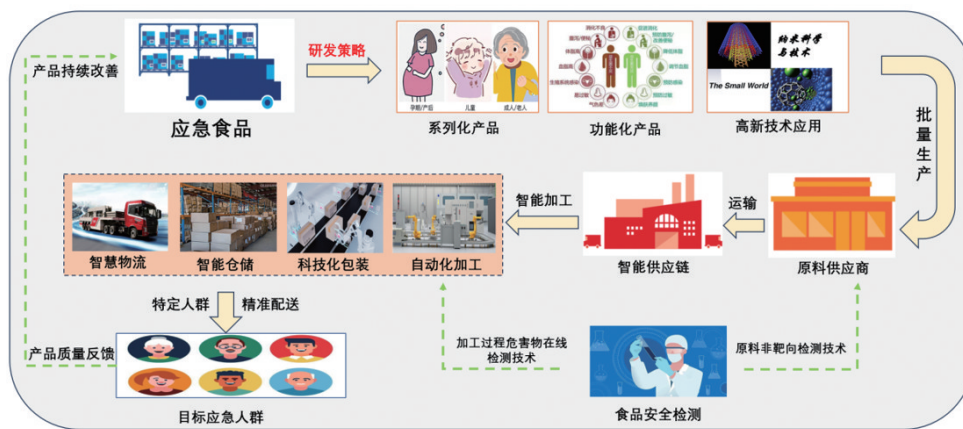 产品持续改善
应急食品
研发策略
孕期/产后
儿童
成人/老人
系列化产品
功能化产品
纳米科学
与技术
The Small World
高新技术应用
批量生产
智慧物流
智能仓储
科技化包装
自动化加工
智能加工
智能供应链
运输
原料供应商
特定人群
精准配送
产品质量反馈
目标应急人群
加工过程危害物在线
检测技术
食品安全检测
原料非靶向检测技术